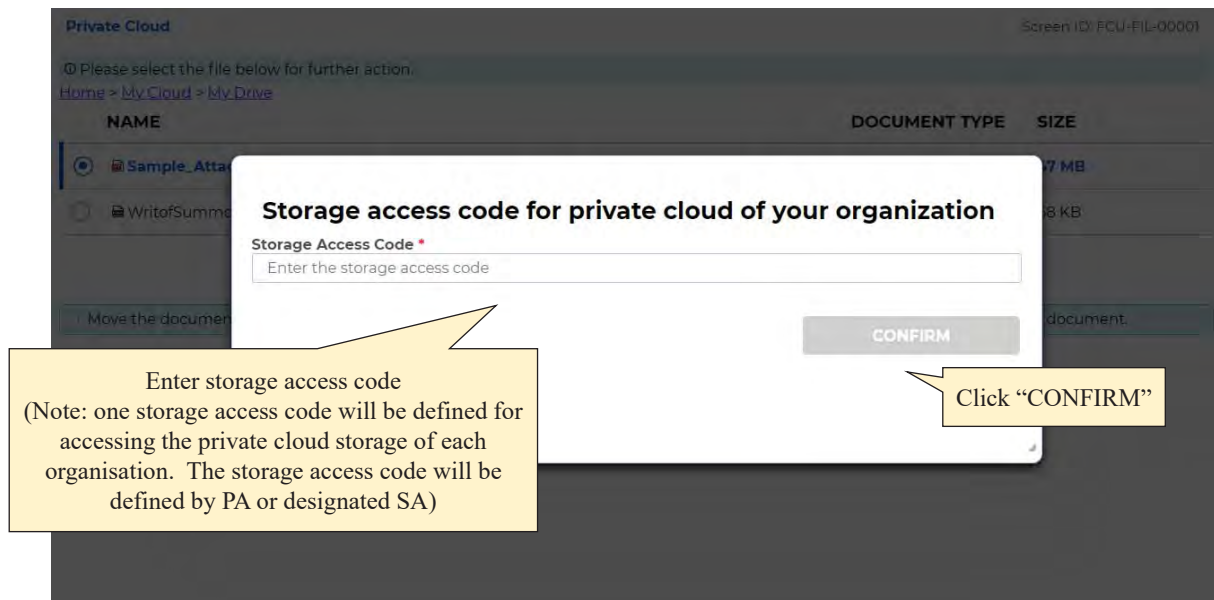 Private Cloud
Screen ID: FCU-FIL-00001
Please select the file below for further action.
Home > My Cloud > My Drive
NAME DOCUMENT TYPE SIZE
Sample_Atta
7 MB
WritofSummo
8 KB
Storage access code for private cloud of your organization
Storage Access Code *
Enter the storage access code
Move the documen
document.
CONFIRM
Enter storage access code
(Note: one storage access code will be defined for
accessing the private cloud storage of each
organisation. The storage access code will be
defined by PA or designated SA)
Click “CONFIRM”